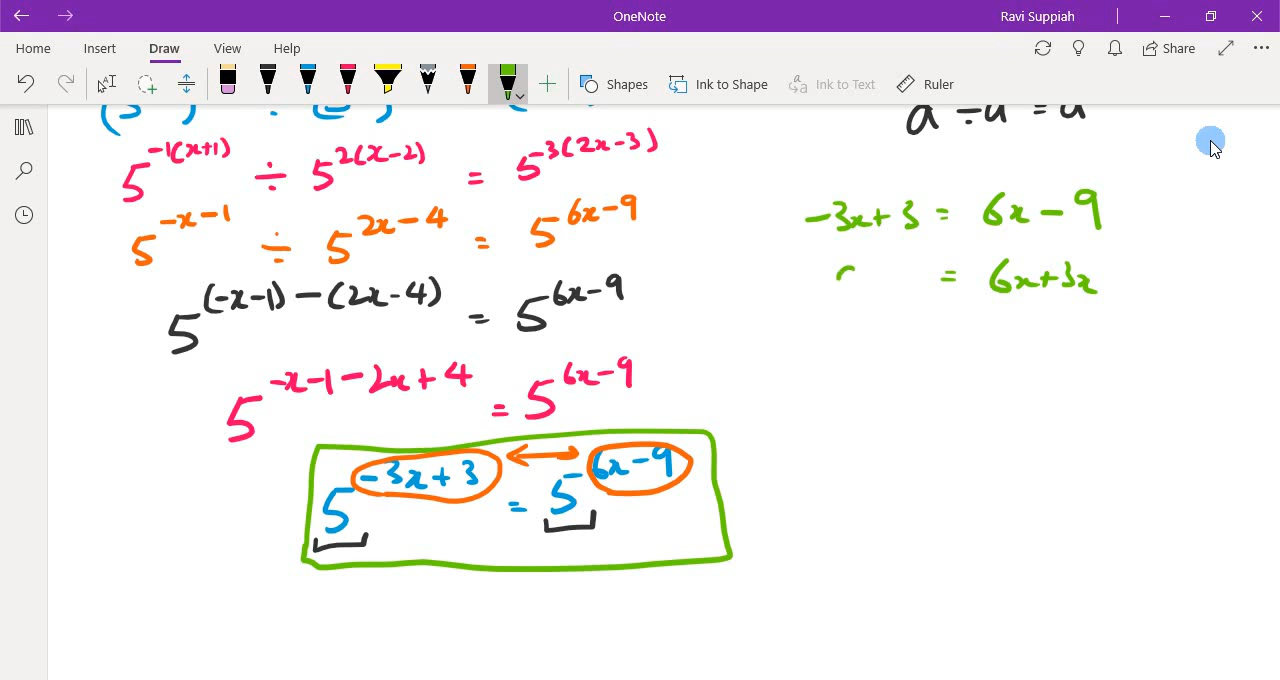 OneNote
Ravi Suppiah
Home Insert Draw View Help
Share
Shapes
Ink to Shape
Ink to Text
Ruler
a ÷ a = a
5^{-1(x+1)} ÷ 5^{2(x-2)} = 5^{-3(2x-3)}
5^{-x-1} ÷ 5^{2x-4} = 5^{6x-9}
5^{(-x-1)-(2x-4)} = 5^{6x-9}
5^{-x-1-2x+4} = 5^{6x-9}
5^{-3x+3} = 5^{-6x-9}
-3x+3 = 6x-9
= 6x+3x